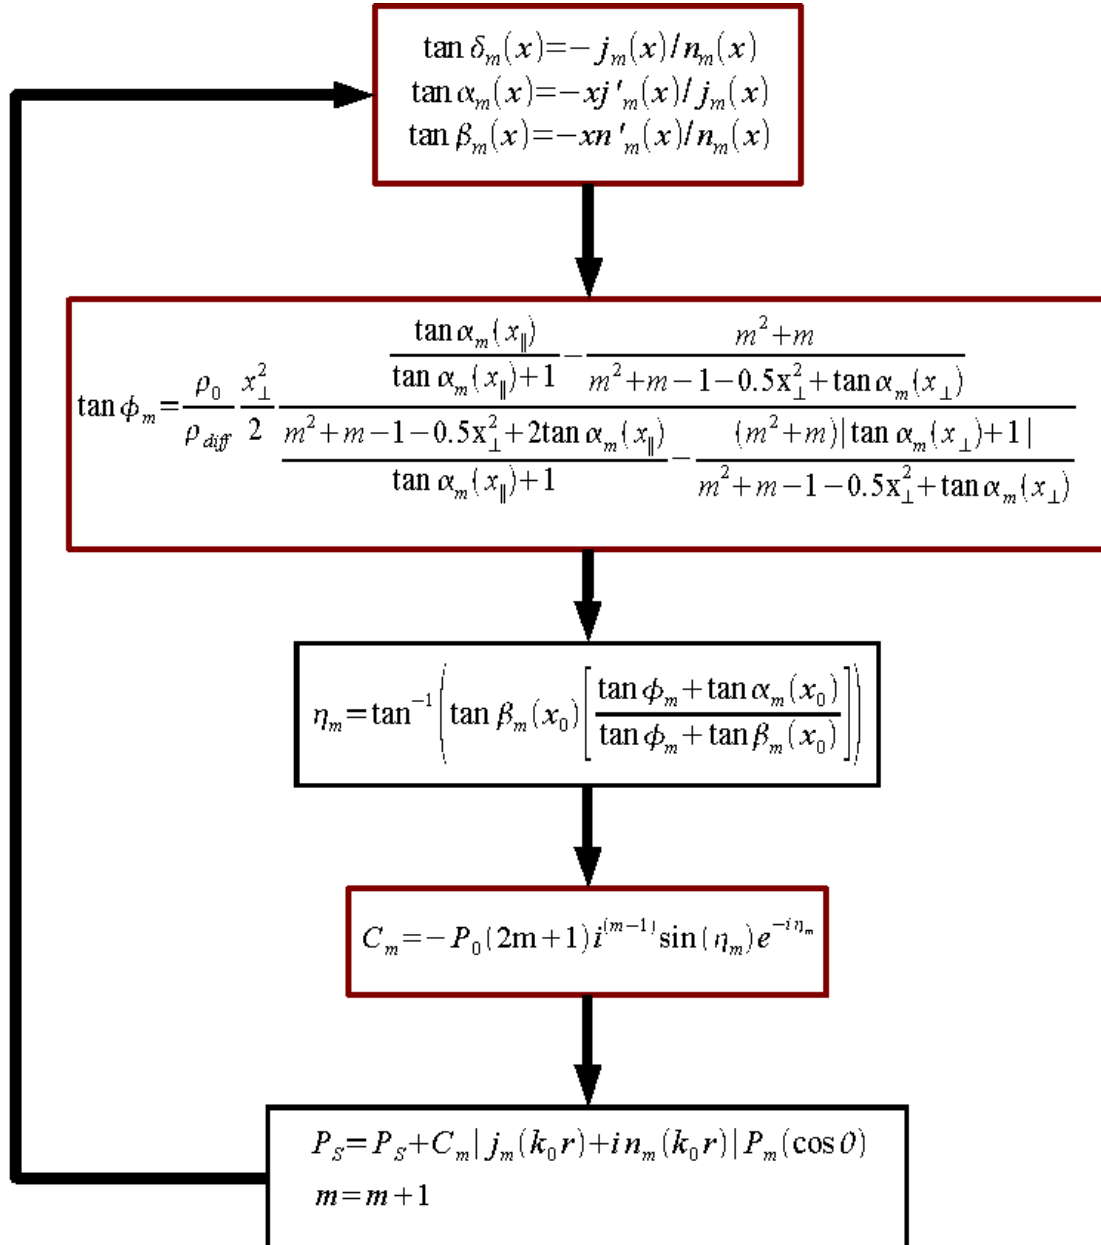 tan δ_m(x)=−j_m(x)/n_m(x)
tan α_m(x)=−xj'_m(x)/j_m(x)
tan β_m(x)=−xn'_m(x)/n_m(x)
tan ϕ_m = (ρ_0/ρ_diff) (x_⊥^2/2) ((tan α_m(x_∥))/(tan α_m(x_∥)+1) − (m^2+m)/(m^2+m−1−0.5x_⊥^2+tan α_m(x_⊥))) / ((m^2+m−1−0.5x_⊥^2+2tan α_m(x_∥))/(tan α_m(x_∥)+1) − ((m^2+m)|tan α_m(x_⊥)+1|)/(m^2+m−1−0.5x_⊥^2+tan α_m(x_⊥)))
η_m=tan^−1(tan β_m(x_0)[(tan ϕ_m+tan α_m(x_0))/(tan ϕ_m+tan β_m(x_0))])
C_m=−P_0(2m+1)i^(m−1) sin(η_m)e^−iη_m
P_S=P_S+C_m|j_m(k_0r)+in_m(k_0r)|P_m(cosθ)
m=m+1